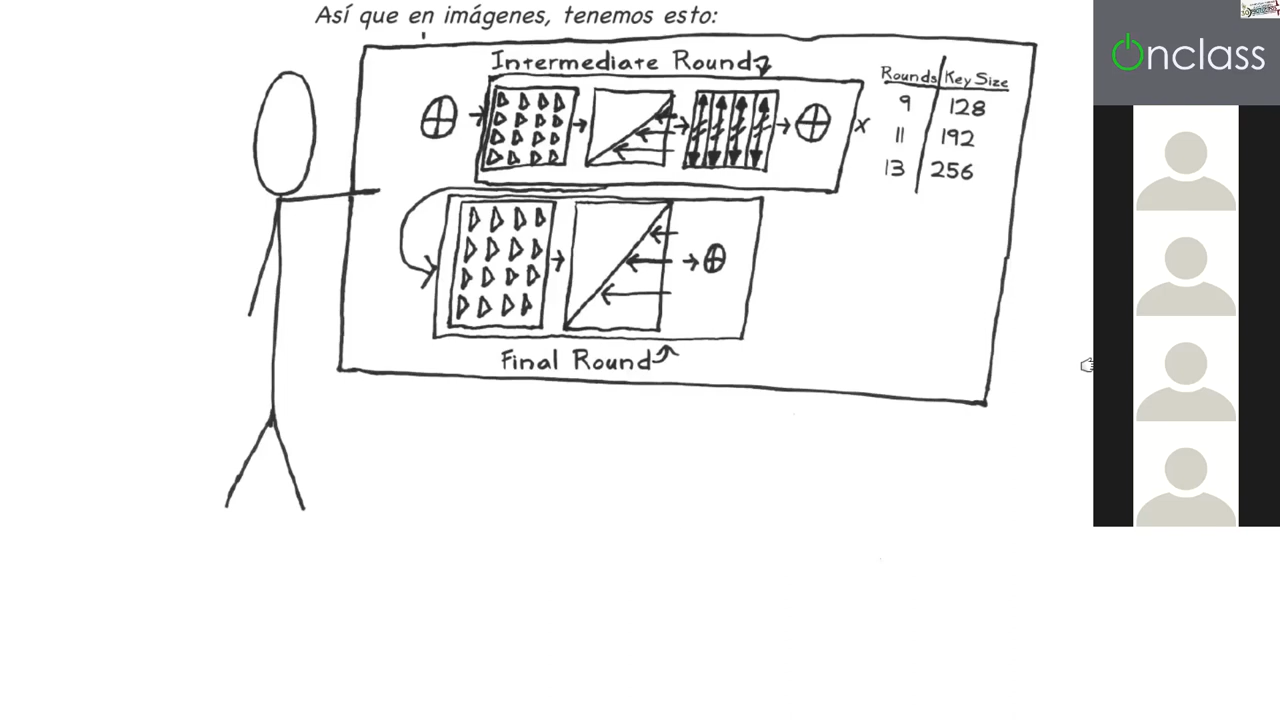 Así que en imágenes, tenemos esto:
Intermediate Round
Rounds Key Size
9 128
x 11 192
13 256
Final Round
Onclass